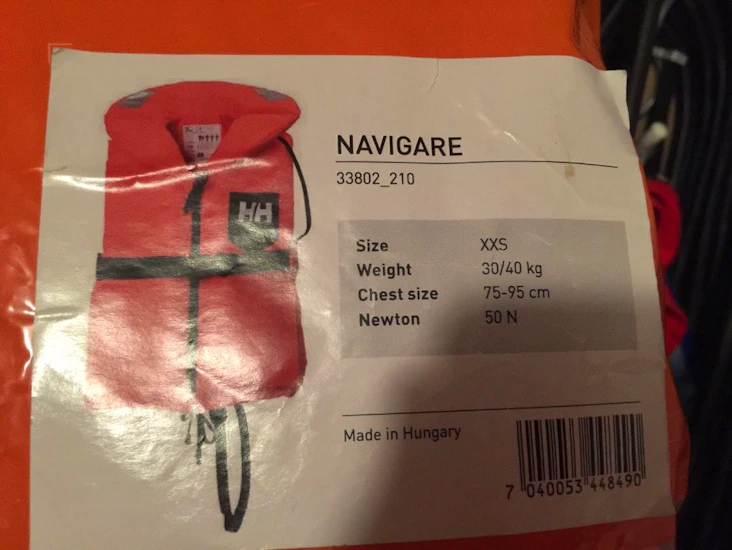 HH
NAVIGARE
33802_210
Size XXS
Weight 30/40 kg
Chest size 75-95 cm
Newton 50 N
Made in Hungary
7 040053 448490